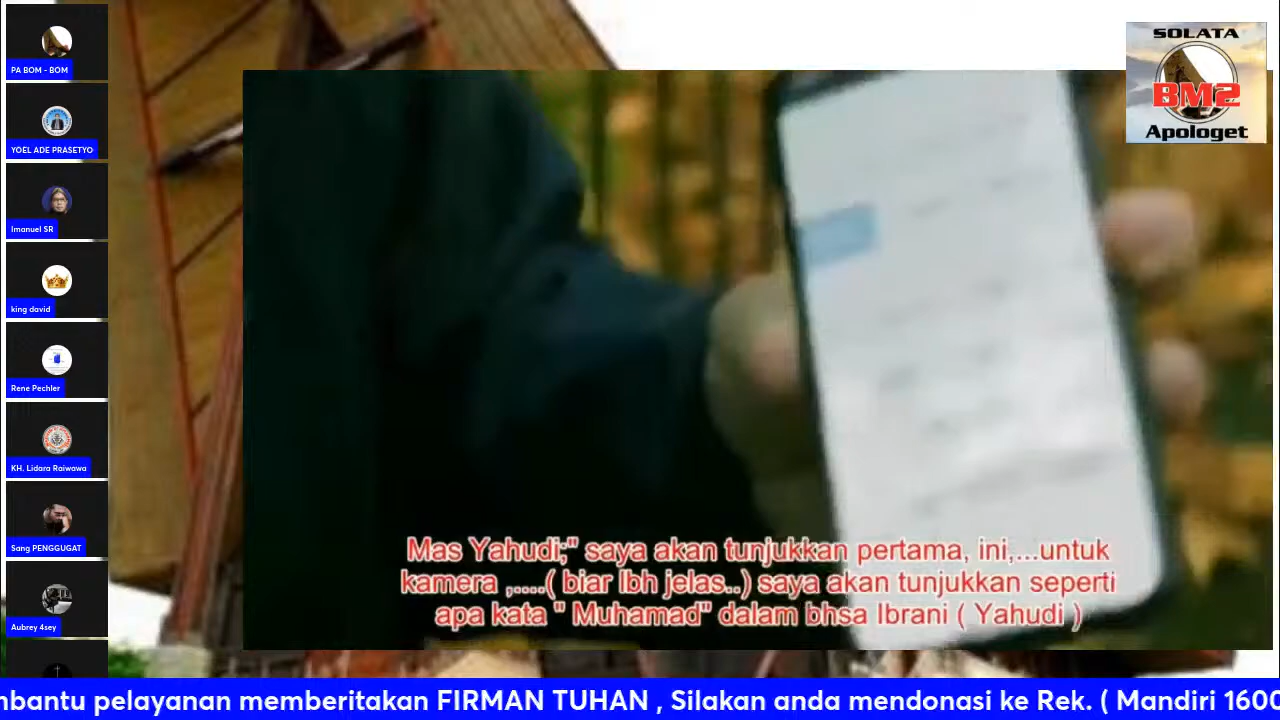 PA BOM - BOM
YOEL ADE PRASETYO
Imanuel SR
king david
Rene Pechler
KH. Lidara Raiwawa
Sang PENGGUGAT
Aubrey 4sey
SOLATA
BM2
Apologet
Mas Yahudi;" saya akan tunjukkan pertama, ini,...untuk
kamera ,....( biar lbh jelas..) saya akan tunjukkan seperti
apa kata " Muhamad" dalam bhsa Ibrani ( Yahudi )
mbantu pelayanan memberitakan FIRMAN TUHAN , Silakan anda mendonasi ke Rek. ( Mandiri 1600